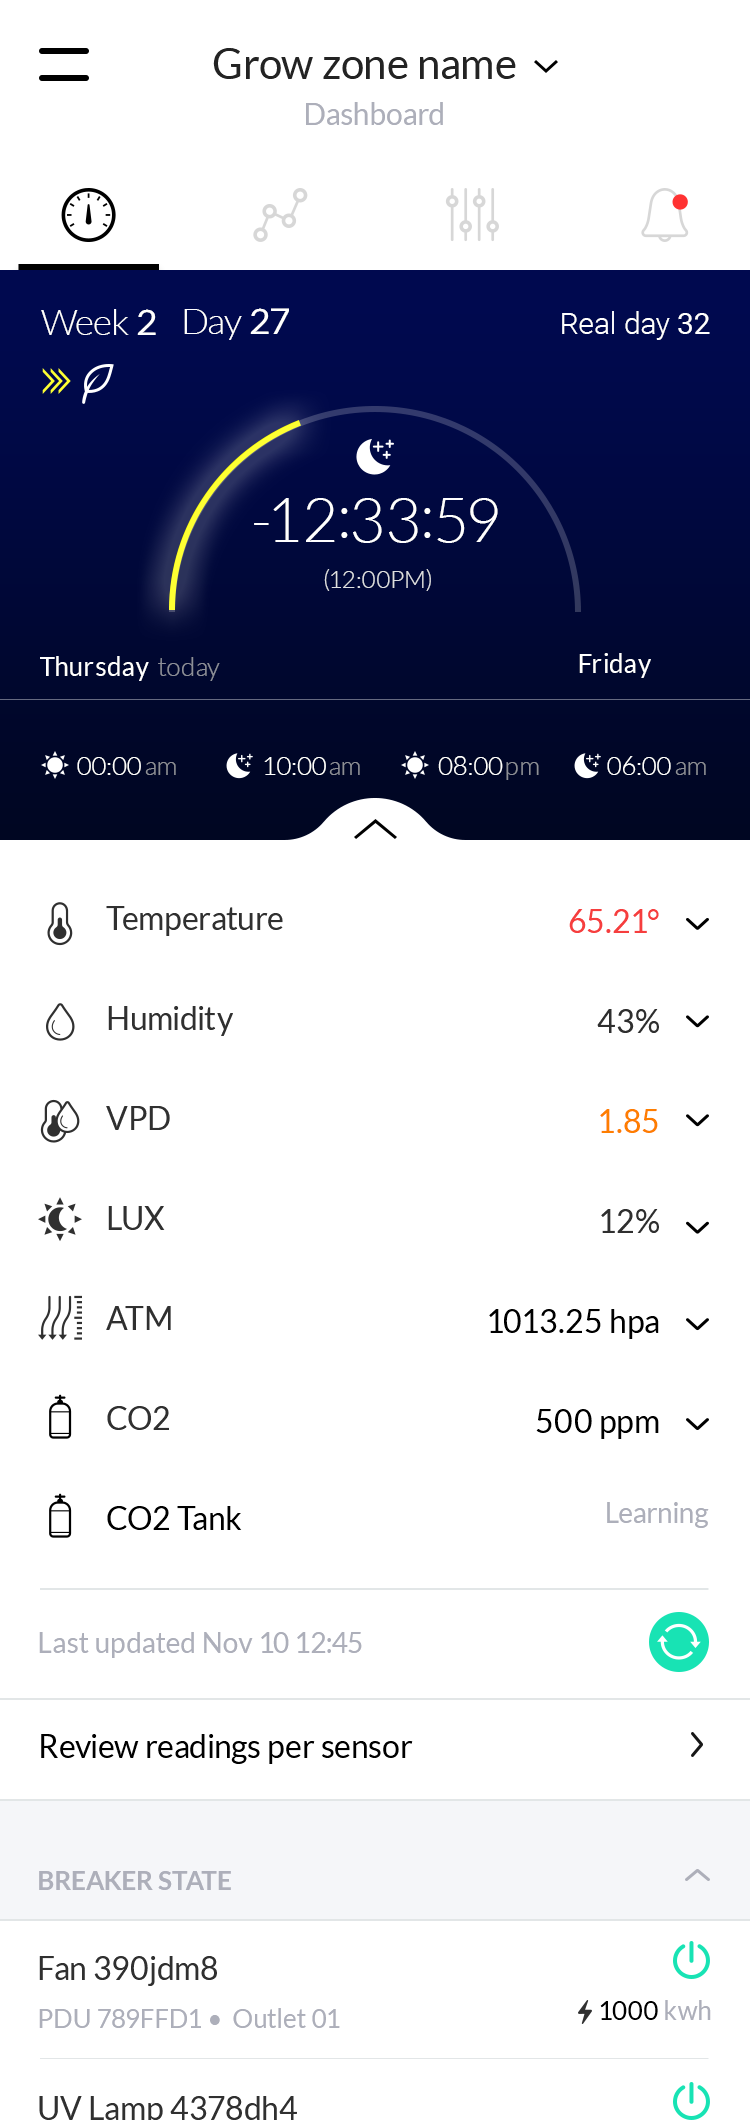 Grow zone name
Dashboard
Week 2 Day 27 Real day 32
-12:33:59
(12:00PM)
Thursday today Friday
00:00 am 10:00 am 08:00 pm 06:00 am
Temperature 65.21°
Humidity 43%
VPD 1.85
LUX 12%
ATM 1013.25 hpa
CO2 500 ppm
CO2 Tank Learning
Last updated Nov 10 12:45
Review readings per sensor
BREAKER STATE
Fan 390jdm8
PDU 789FFD1 • Outlet 01 1000 kwh
UV Lamp 4378dh4